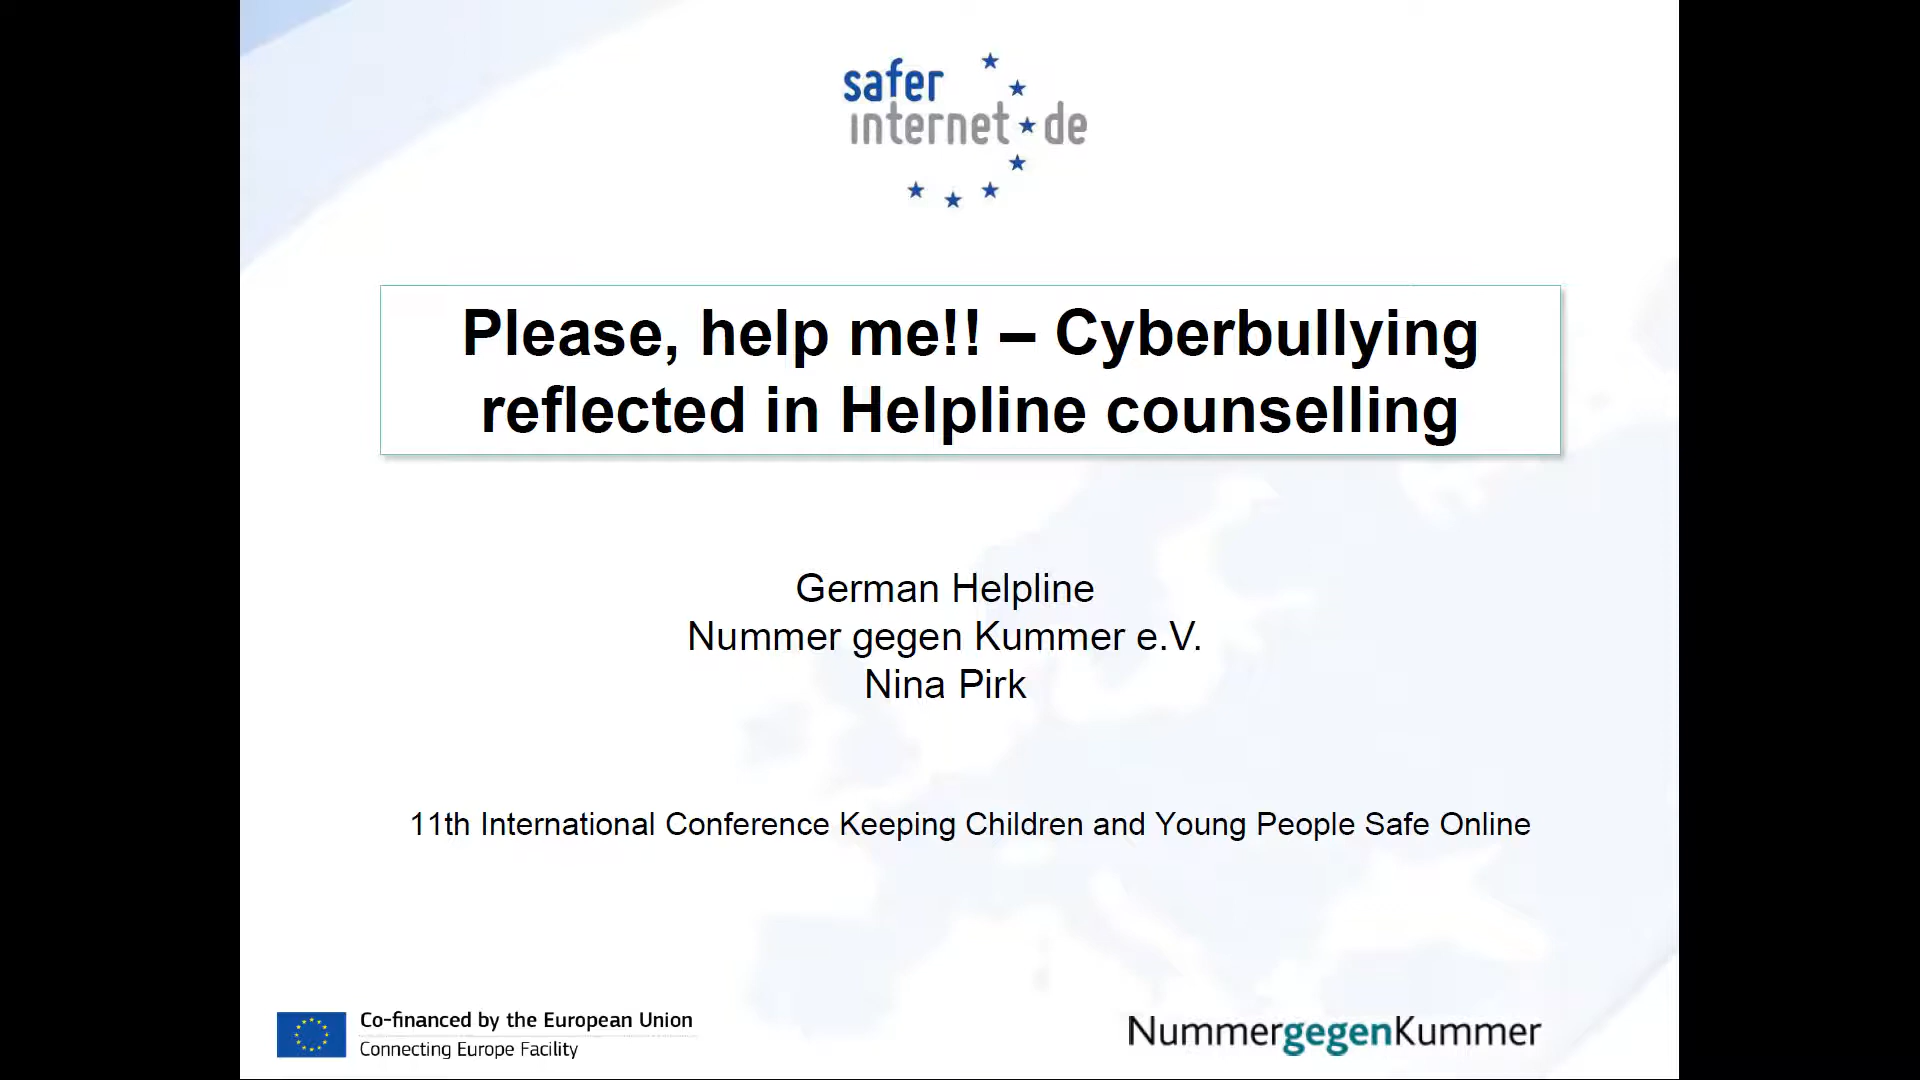 safer
internet de
Please, help me!! – Cyberbullying
reflected in Helpline counselling
German Helpline
Nummer gegen Kummer e.V.
Nina Pirk
11th International Conference Keeping Children and Young People Safe Online
Co-financed by the European Union
Connecting Europe Facility
NummergegenKummer